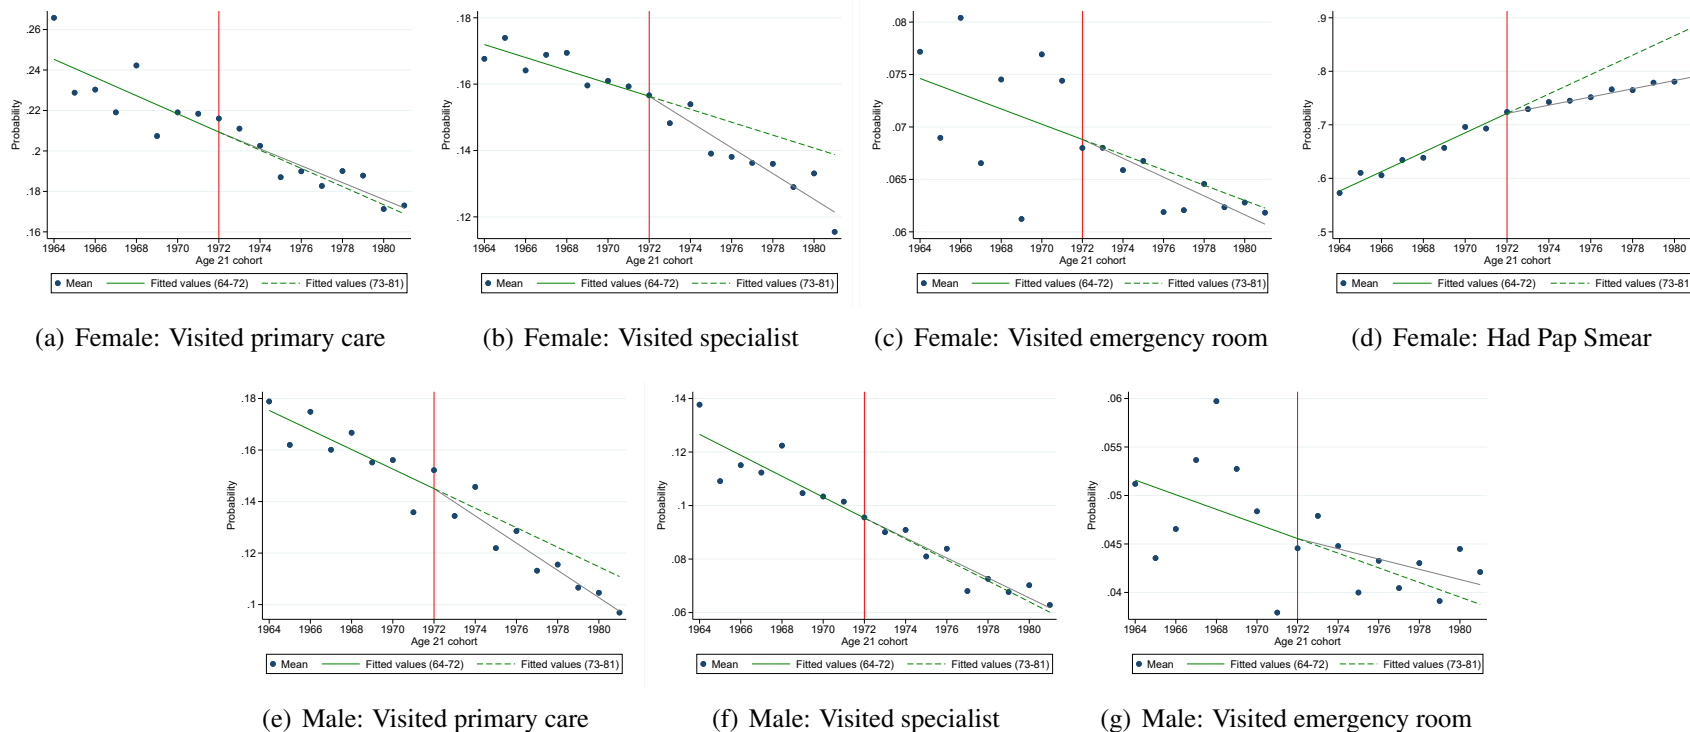 .26
.24
.22
.2
.18
.16
Probability
1964 1966 1968 1970 1972 1974 1976 1978 1980
Age 21 cohort
Mean Fitted values (64-72) Fitted values (73-81)
(a) Female: Visited primary care
.18
.16
.14
.12
Probability
1964 1966 1968 1970 1972 1974 1976 1978 1980
Age 21 cohort
Mean Fitted values (64-72) Fitted values (73-81)
(b) Female: Visited specialist
.08
.075
.07
.065
.06
Probability
1964 1966 1968 1970 1972 1974 1976 1978 1980
Age 21 cohort
Mean Fitted values (64-72) Fitted values (73-81)
(c) Female: Visited emergency room
.9
.8
.7
.6
.5
Probability
1964 1966 1968 1970 1972 1974 1976 1978 1980
Age 21 cohort
Mean Fitted values (64-72) Fitted values (73-81
(d) Female: Had Pap Smear
.18
.16
.14
.12
.1
Probability
1964 1966 1968 1970 1972 1974 1976 1978 1980
Age 21 cohort
Mean Fitted values (64-72) Fitted values (73-81)
(e) Male: Visited primary care
.14
.12
.1
.08
.06
Probability
1964 1966 1968 1970 1972 1974 1976 1978 1980
Age 21 cohort
Mean Fitted values (64-72) Fitted values (73-81)
(f) Male: Visited specialist
.06
.055
.05
.045
.04
Probability
1964 1966 1968 1970 1972 1974 1976 1978 1980
Age 21 cohort
Mean Fitted values (64-72) Fitted values (73-81)
(g) Male: Visited emergency room